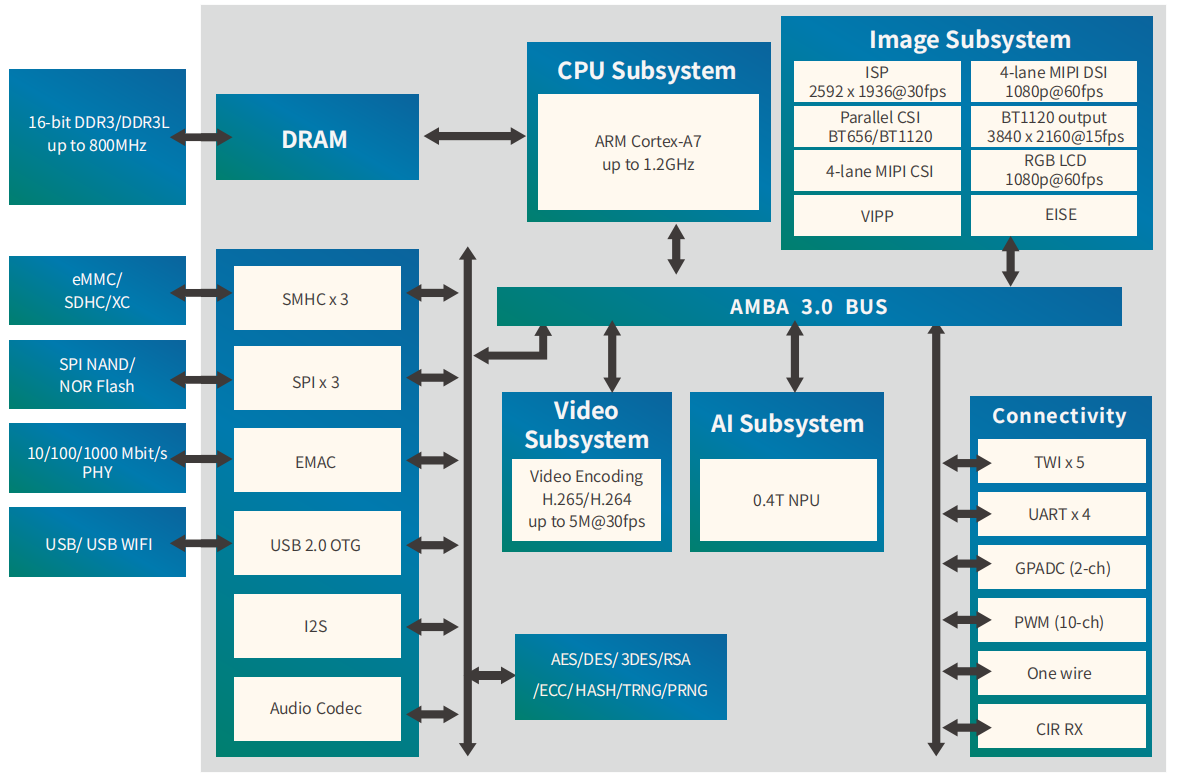 16-bit DDR3/DDR3L
up to 800MHz
DRAM
CPU Subsystem
ARM Cortex-A7
up to 1.2GHz
Image Subsystem
ISP
2592 x 1936@30fps
4-lane MIPI DSI
1080p@60fps
Parallel CSI
BT656/BT1120
BT1120 output
3840 x 2160@15fps
4-lane MIPI CSI
RGB LCD
1080p@60fps
VIPP
EISE
AMBA 3.0 BUS
eMMC/
SDHC/XC
SMHC x 3
SPI NAND/
NOR Flash
SPI x 3
10/100/1000 Mbit/s
PHY
EMAC
USB/ USB WIFI
USB 2.0 OTG
I2S
Audio Codec
Video
Subsystem
Video Encoding
H.265/H.264
up to 5M@30fps
AI Subsystem
0.4T NPU
AES/DES/ 3DES/RSA
/ECC/ HASH/TRNG/PRNG
Connectivity
TWI x 5
UART x 4
GPADC (2-ch)
PWM (10-ch)
One wire
CIR RX